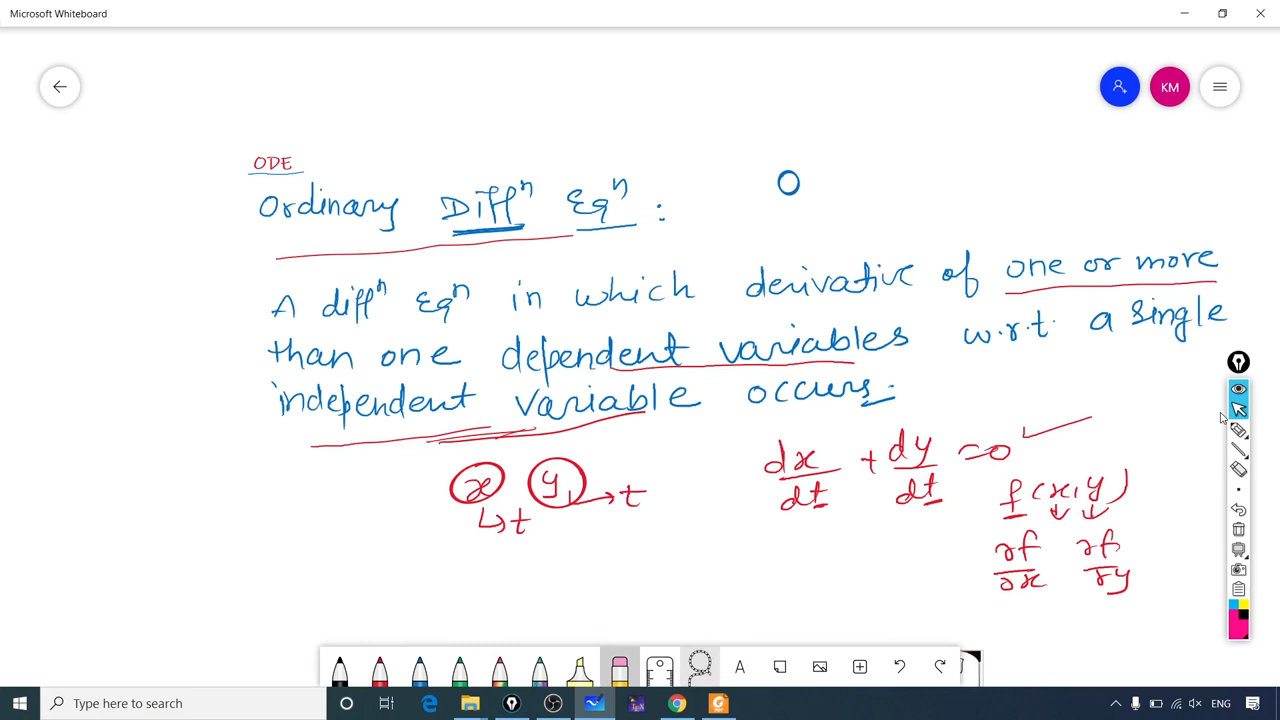 Microsoft Whiteboard
KM
ODE
Ordinary Diffⁿ Eqⁿ : O
A diffⁿ Eqⁿ in which derivative of one or more
than one dependent variables w.r.t. a single
independent variable occurs.
x y → t
↳ t
dx/dt + dy/dt = 0
f(x,y)
∂f/∂x ∂f/∂y
A
Type here to search
ENG